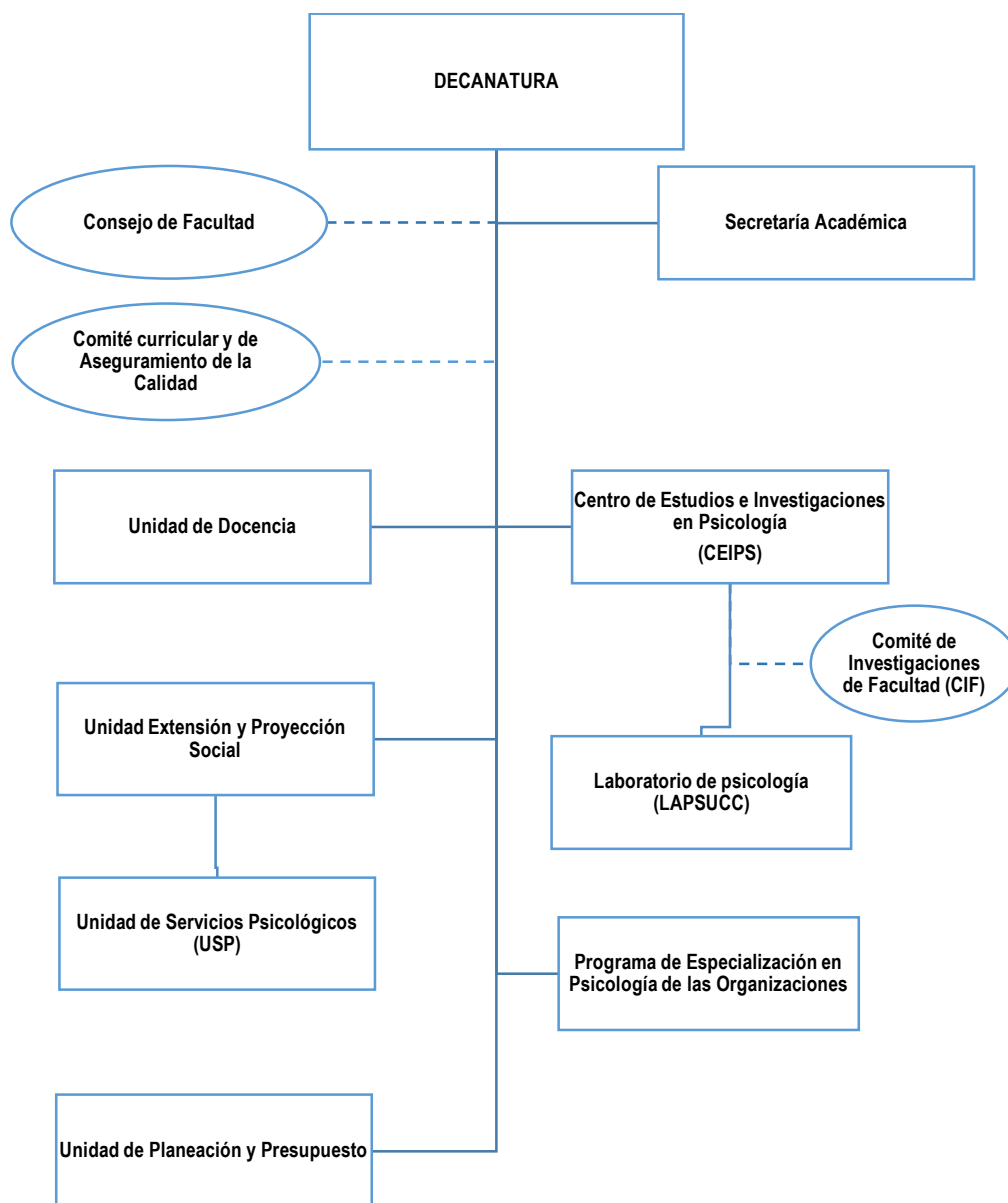 DECANATURA
Consejo de Facultad
Secretaría Académica
Comité curricular y de
Aseguramiento de la
Calidad
Unidad de Docencia
Centro de Estudios e Investigaciones
en Psicología
(CEIPS)
Comité de
Investigaciones
de Facultad (CIF)
Unidad Extensión y Proyección
Social
Laboratorio de psicología
(LAPSUCC)
Unidad de Servicios Psicológicos
(USP)
Programa de Especialización en
Psicología de las Organizaciones
Unidad de Planeación y Presupuesto